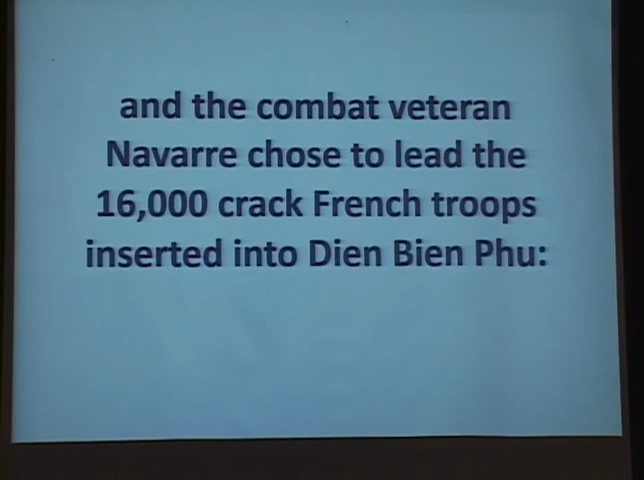 and the combat veteran
Navarre chose to lead the
16,000 crack French troops
inserted into Dien Bien Phu: